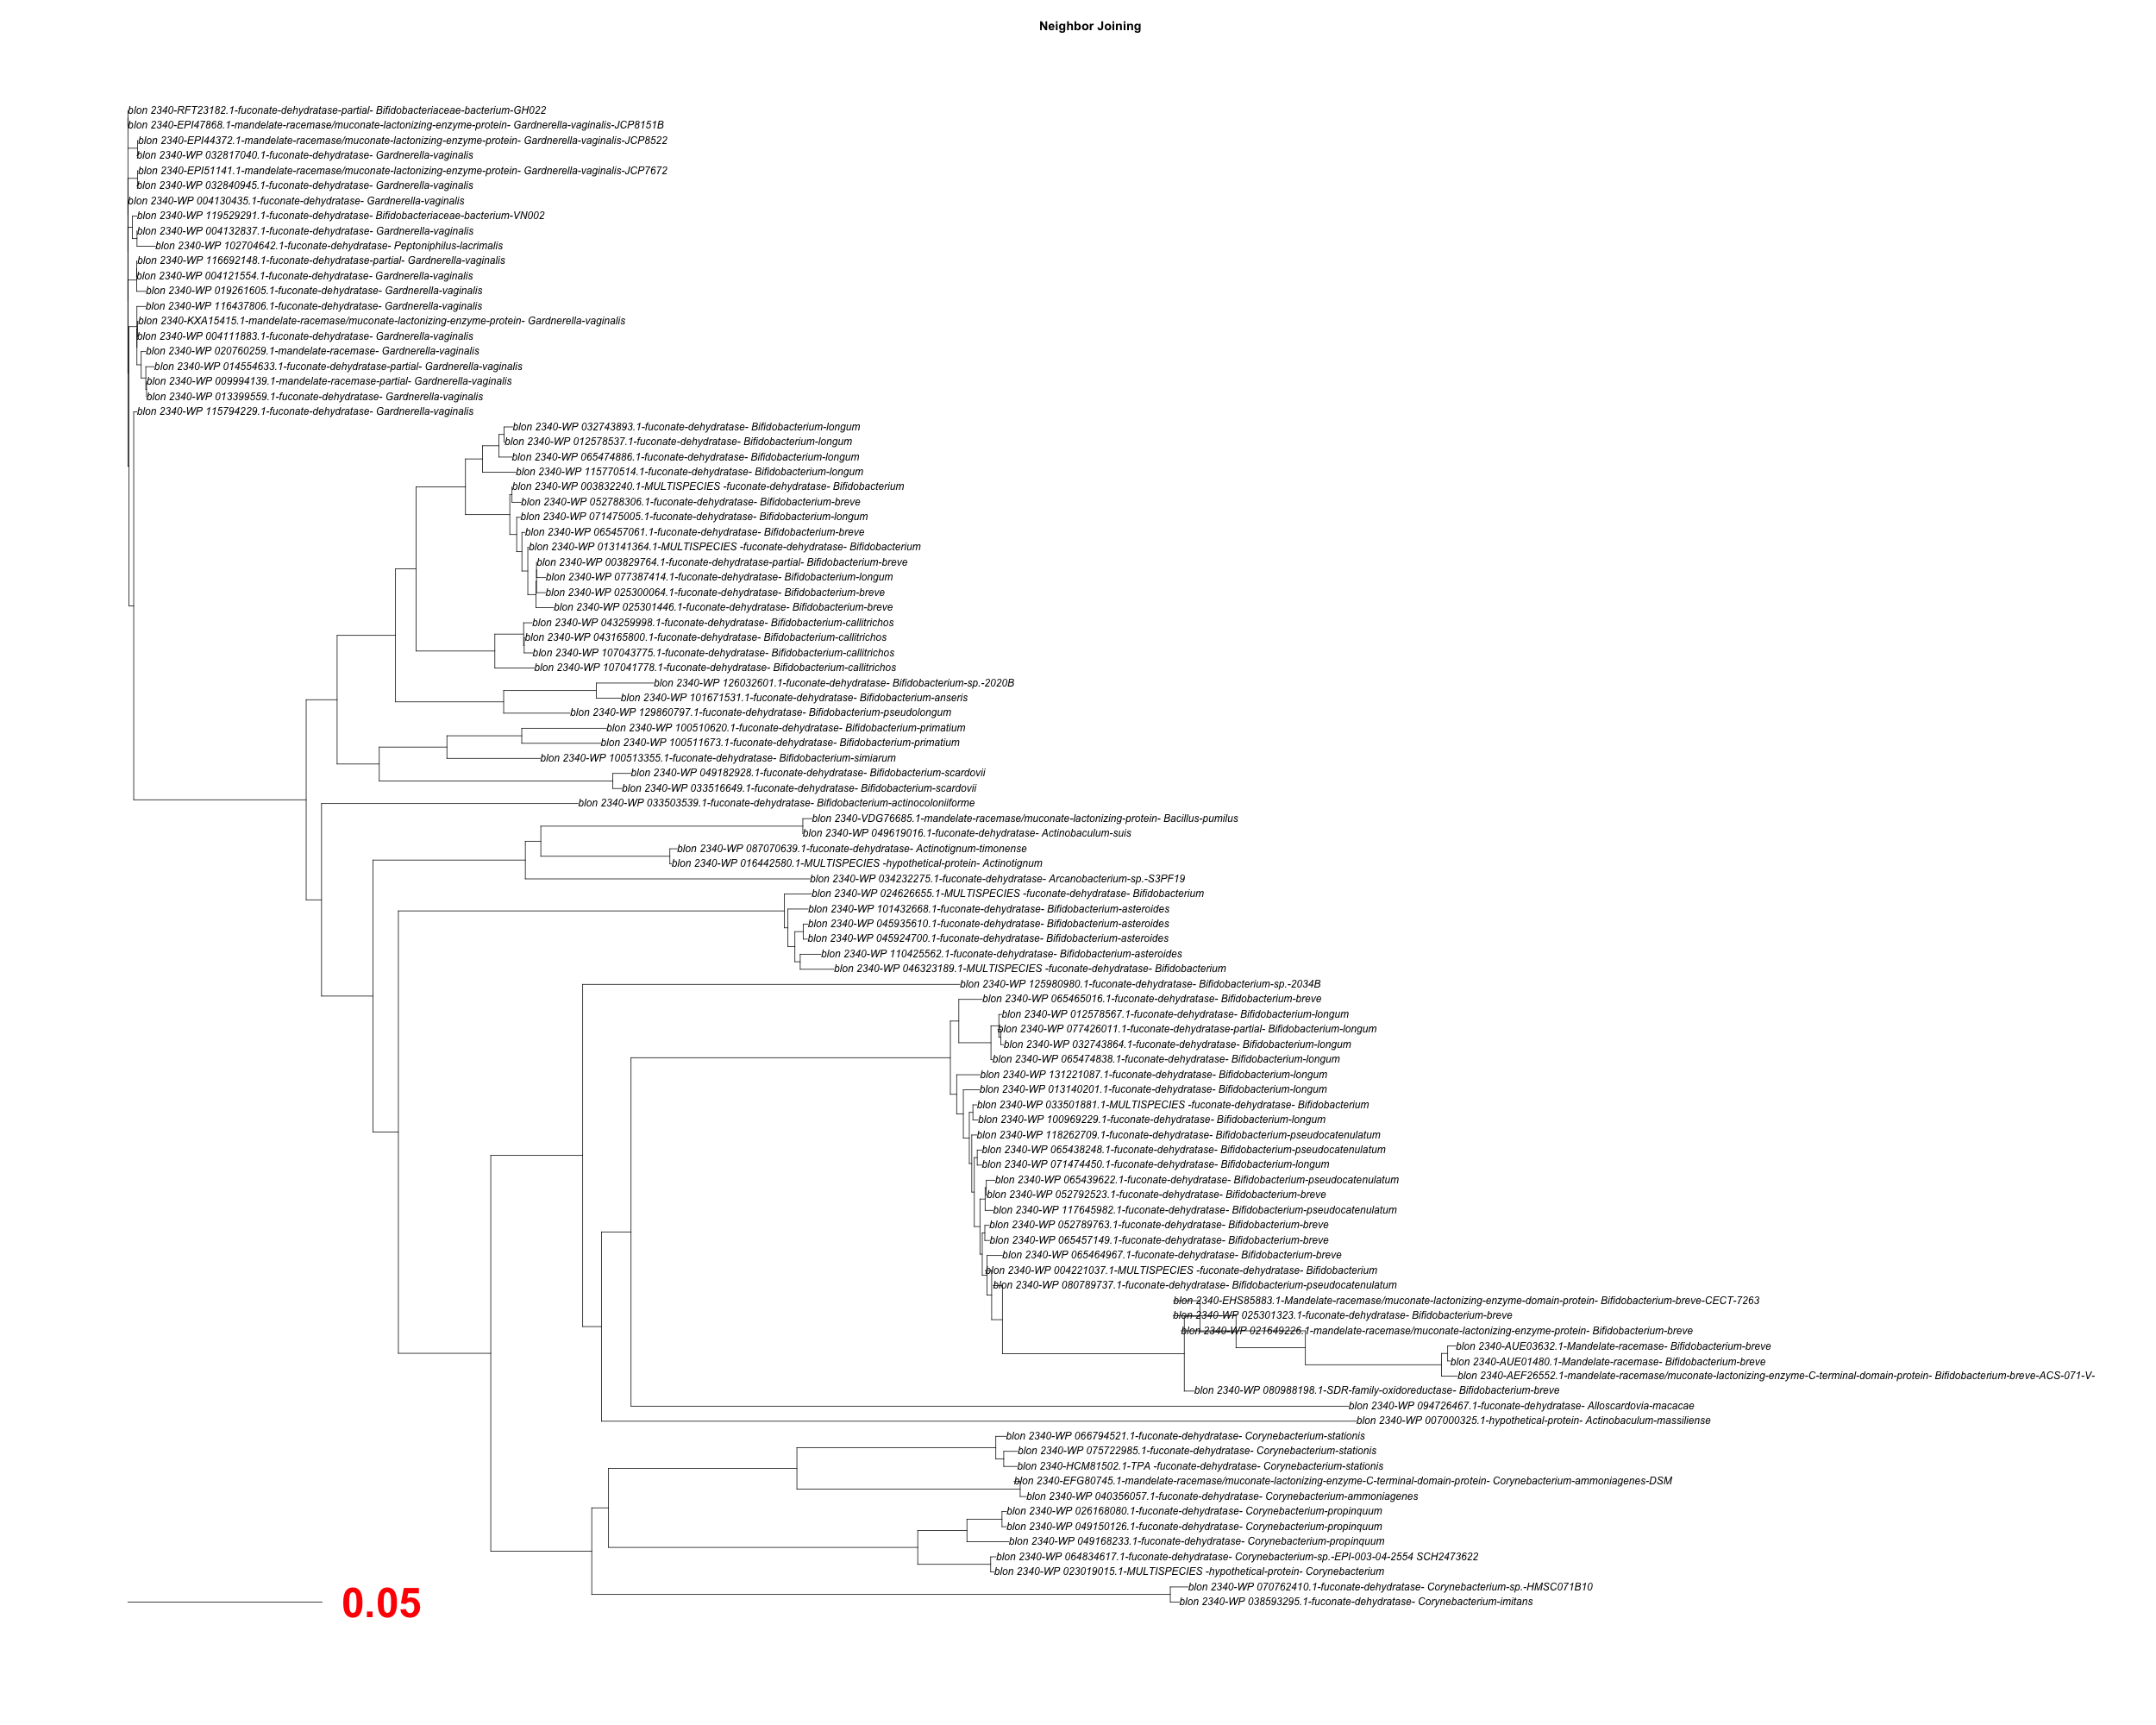 Neighbor Joining
blon 2340-RFT23182.1-fuconate-dehydratase-partial- Bifidobacteriaceae-bacterium-GH022
blon 2340-EPI47868.1-mandelate-racemase/muconate-lactonizing-enzyme-protein- Gardnerella-vaginalis-JCP8151B
blon 2340-EPI44372.1-mandelate-racemase/muconate-lactonizing-enzyme-protein- Gardnerella-vaginalis-JCP8522
blon 2340-WP 032817040.1-fuconate-dehydratase- Gardnerella-vaginalis
blon 2340-EPI51141.1-mandelate-racemase/muconate-lactonizing-enzyme-protein- Gardnerella-vaginalis-JCP7672
blon 2340-WP 032840945.1-fuconate-dehydratase- Gardnerella-vaginalis
blon 2340-WP 004130435.1-fuconate-dehydratase- Gardnerella-vaginalis
blon 2340-WP 119529291.1-fuconate-dehydratase- Bifidobacteriaceae-bacterium-VN002
blon 2340-WP 004132837.1-fuconate-dehydratase- Gardnerella-vaginalis
blon 2340-WP 102704642.1-fuconate-dehydratase- Peptoniphilus-lacrimalis
blon 2340-WP 116692148.1-fuconate-dehydratase-partial- Gardnerella-vaginalis
blon 2340-WP 004121554.1-fuconate-dehydratase- Gardnerella-vaginalis
blon 2340-WP 019261605.1-fuconate-dehydratase- Gardnerella-vaginalis
blon 2340-WP 116437806.1-fuconate-dehydratase- Gardnerella-vaginalis
blon 2340-KXA15415.1-mandelate-racemase/muconate-lactonizing-enzyme-protein- Gardnerella-vaginalis
blon 2340-WP 004111883.1-fuconate-dehydratase- Gardnerella-vaginalis
blon 2340-WP 020760259.1-mandelate-racemase- Gardnerella-vaginalis
blon 2340-WP 014554633.1-fuconate-dehydratase-partial- Gardnerella-vaginalis
blon 2340-WP 009994139.1-mandelate-racemase-partial- Gardnerella-vaginalis
blon 2340-WP 013399559.1-fuconate-dehydratase- Gardnerella-vaginalis
blon 2340-WP 115794229.1-fuconate-dehydratase- Gardnerella-vaginalis
blon 2340-WP 032743893.1-fuconate-dehydratase- Bifidobacterium-longum
blon 2340-WP 012578537.1-fuconate-dehydratase- Bifidobacterium-longum
blon 2340-WP 065474886.1-fuconate-dehydratase- Bifidobacterium-longum
blon 2340-WP 115770514.1-fuconate-dehydratase- Bifidobacterium-longum
blon 2340-WP 003832240.1-MULTISPECIES -fuconate-dehydratase- Bifidobacterium
blon 2340-WP 052788306.1-fuconate-dehydratase- Bifidobacterium-breve
blon 2340-WP 071475005.1-fuconate-dehydratase- Bifidobacterium-longum
blon 2340-WP 065457061.1-fuconate-dehydratase- Bifidobacterium-breve
blon 2340-WP 013141364.1-MULTISPECIES -fuconate-dehydratase- Bifidobacterium
blon 2340-WP 003829764.1-fuconate-dehydratase-partial- Bifidobacterium-breve
blon 2340-WP 077387414.1-fuconate-dehydratase- Bifidobacterium-longum
blon 2340-WP 025300064.1-fuconate-dehydratase- Bifidobacterium-breve
blon 2340-WP 025301446.1-fuconate-dehydratase- Bifidobacterium-breve
blon 2340-WP 043259998.1-fuconate-dehydratase- Bifidobacterium-callitrichos
blon 2340-WP 043165800.1-fuconate-dehydratase- Bifidobacterium-callitrichos
blon 2340-WP 107043775.1-fuconate-dehydratase- Bifidobacterium-callitrichos
blon 2340-WP 107041778.1-fuconate-dehydratase- Bifidobacterium-callitrichos
blon 2340-WP 126032601.1-fuconate-dehydratase- Bifidobacterium-sp.-2020B
blon 2340-WP 101671531.1-fuconate-dehydratase- Bifidobacterium-anseris
blon 2340-WP 129860797.1-fuconate-dehydratase- Bifidobacterium-pseudolongum
blon 2340-WP 100510620.1-fuconate-dehydratase- Bifidobacterium-primatium
blon 2340-WP 100511673.1-fuconate-dehydratase- Bifidobacterium-primatium
blon 2340-WP 100513355.1-fuconate-dehydratase- Bifidobacterium-simiarum
blon 2340-WP 049182928.1-fuconate-dehydratase- Bifidobacterium-scardovii
blon 2340-WP 033516649.1-fuconate-dehydratase- Bifidobacterium-scardovii
blon 2340-WP 033503539.1-fuconate-dehydratase- Bifidobacterium-actinocoloniiforme
blon 2340-VDG76685.1-mandelate-racemase/muconate-lactonizing-protein- Bacillus-pumilus
blon 2340-WP 049619016.1-fuconate-dehydratase- Actinobaculum-suis
blon 2340-WP 087070639.1-fuconate-dehydratase- Actinotignum-timonense
blon 2340-WP 016442580.1-MULTISPECIES -hypothetical-protein- Actinotignum
blon 2340-WP 034232275.1-fuconate-dehydratase- Arcanobacterium-sp.-S3PF19
blon 2340-WP 024626655.1-MULTISPECIES -fuconate-dehydratase- Bifidobacterium
blon 2340-WP 101432668.1-fuconate-dehydratase- Bifidobacterium-asteroides
blon 2340-WP 045935610.1-fuconate-dehydratase- Bifidobacterium-asteroides
blon 2340-WP 045924700.1-fuconate-dehydratase- Bifidobacterium-asteroides
blon 2340-WP 110425562.1-fuconate-dehydratase- Bifidobacterium-asteroides
blon 2340-WP 046323189.1-MULTISPECIES -fuconate-dehydratase- Bifidobacterium
blon 2340-WP 125980980.1-fuconate-dehydratase- Bifidobacterium-sp.-2034B
blon 2340-WP 065465016.1-fuconate-dehydratase- Bifidobacterium-breve
blon 2340-WP 012578567.1-fuconate-dehydratase- Bifidobacterium-longum
blon 2340-WP 077426011.1-fuconate-dehydratase-partial- Bifidobacterium-longum
blon 2340-WP 032743864.1-fuconate-dehydratase- Bifidobacterium-longum
blon 2340-WP 065474838.1-fuconate-dehydratase- Bifidobacterium-longum
blon 2340-WP 131221087.1-fuconate-dehydratase- Bifidobacterium-longum
blon 2340-WP 013140201.1-fuconate-dehydratase- Bifidobacterium-longum
blon 2340-WP 033501881.1-MULTISPECIES -fuconate-dehydratase- Bifidobacterium
blon 2340-WP 100969229.1-fuconate-dehydratase- Bifidobacterium-longum
blon 2340-WP 118262709.1-fuconate-dehydratase- Bifidobacterium-pseudocatenulatum
blon 2340-WP 065438248.1-fuconate-dehydratase- Bifidobacterium-pseudocatenulatum
blon 2340-WP 071474450.1-fuconate-dehydratase- Bifidobacterium-longum
blon 2340-WP 065439622.1-fuconate-dehydratase- Bifidobacterium-pseudocatenulatum
blon 2340-WP 052792523.1-fuconate-dehydratase- Bifidobacterium-breve
blon 2340-WP 117645982.1-fuconate-dehydratase- Bifidobacterium-pseudocatenulatum
blon 2340-WP 052789763.1-fuconate-dehydratase- Bifidobacterium-breve
blon 2340-WP 065457149.1-fuconate-dehydratase- Bifidobacterium-breve
blon 2340-WP 065464967.1-fuconate-dehydratase- Bifidobacterium-breve
blon 2340-WP 004221037.1-MULTISPECIES -fuconate-dehydratase- Bifidobacterium
blon 2340-WP 080789737.1-fuconate-dehydratase- Bifidobacterium-pseudocatenulatum
blon 2340-EHS85883.1-Mandelate-racemase/muconate-lactonizing-enzyme-domain-protein- Bifidobacterium-breve-CECT-7263
blon 2340-WP 025301323.1-fuconate-dehydratase- Bifidobacterium-breve
blon 2340-WP 021649226.1-mandelate-racemase/muconate-lactonizing-enzyme-protein- Bifidobacterium-breve
blon 2340-AUE03632.1-Mandelate-racemase- Bifidobacterium-breve
blon 2340-AUE01480.1-Mandelate-racemase- Bifidobacterium-breve
blon 2340-AEF26552.1-mandelate-racemase/muconate-lactonizing-enzyme-C-terminal-domain-protein- Bifidobacterium-breve-ACS-071-V-
blon 2340-WP 080988198.1-SDR-family-oxidoreductase- Bifidobacterium-breve
blon 2340-WP 094726467.1-fuconate-dehydratase- Alloscardovia-macacae
blon 2340-WP 007000325.1-hypothetical-protein- Actinobaculum-massiliense
blon 2340-WP 066794521.1-fuconate-dehydratase- Corynebacterium-stationis
blon 2340-WP 075722985.1-fuconate-dehydratase- Corynebacterium-stationis
blon 2340-HCM81502.1-TPA -fuconate-dehydratase- Corynebacterium-stationis
blon 2340-EFG80745.1-mandelate-racemase/muconate-lactonizing-enzyme-C-terminal-domain-protein- Corynebacterium-ammoniagenes-DSM
blon 2340-WP 040356057.1-fuconate-dehydratase- Corynebacterium-ammoniagenes
blon 2340-WP 026168080.1-fuconate-dehydratase- Corynebacterium-propinquum
blon 2340-WP 049150126.1-fuconate-dehydratase- Corynebacterium-propinquum
blon 2340-WP 049168233.1-fuconate-dehydratase- Corynebacterium-propinquum
blon 2340-WP 064834617.1-fuconate-dehydratase- Corynebacterium-sp.-EPI-003-04-2554 SCH2473622
blon 2340-WP 023019015.1-MULTISPECIES -hypothetical-protein- Corynebacterium
blon 2340-WP 070762410.1-fuconate-dehydratase- Corynebacterium-sp.-HMSC071B10
blon 2340-WP 038593295.1-fuconate-dehydratase- Corynebacterium-imitans
0.05